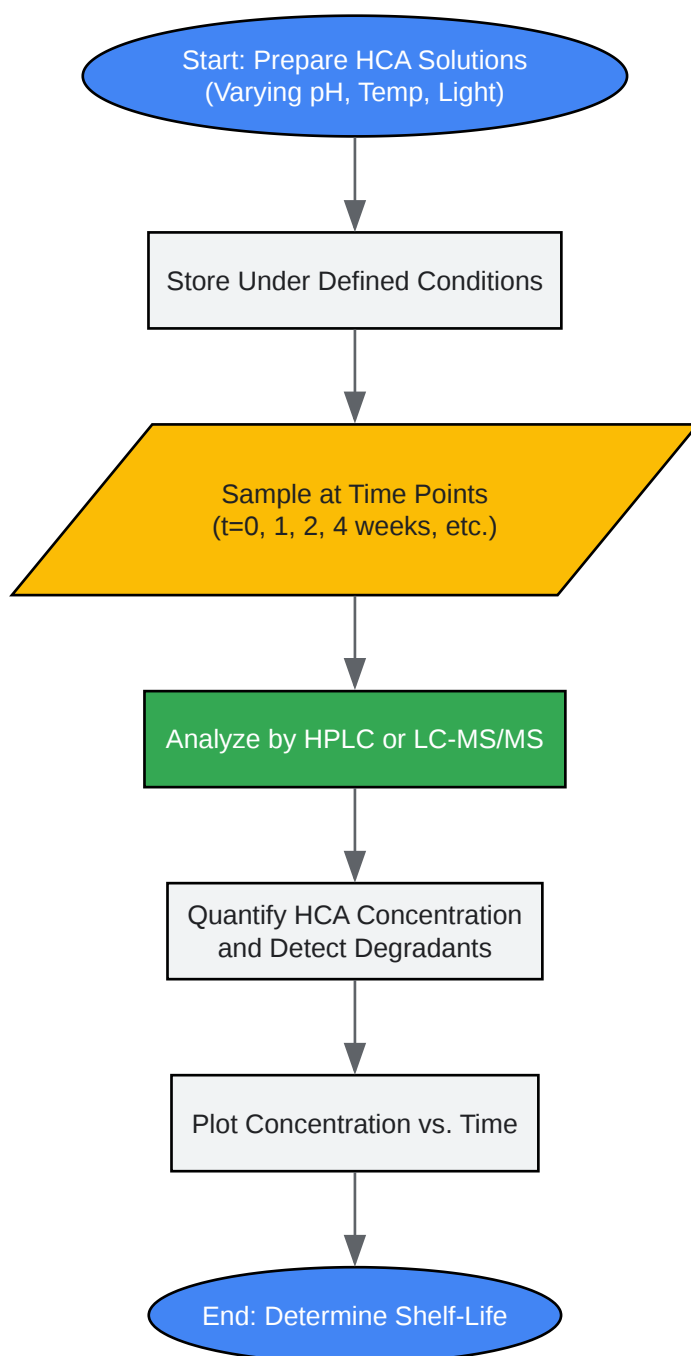 Start: Prepare HCA Solutions
(Varying pH, Temp, Light)
Store Under Defined Conditions
Sample at Time Points
(t=0, 1, 2, 4 weeks, etc.)
Analyze by HPLC or LC-MS/MS
Quantify HCA Concentration
and Detect Degradants
Plot Concentration vs. Time
End: Determine Shelf-Life